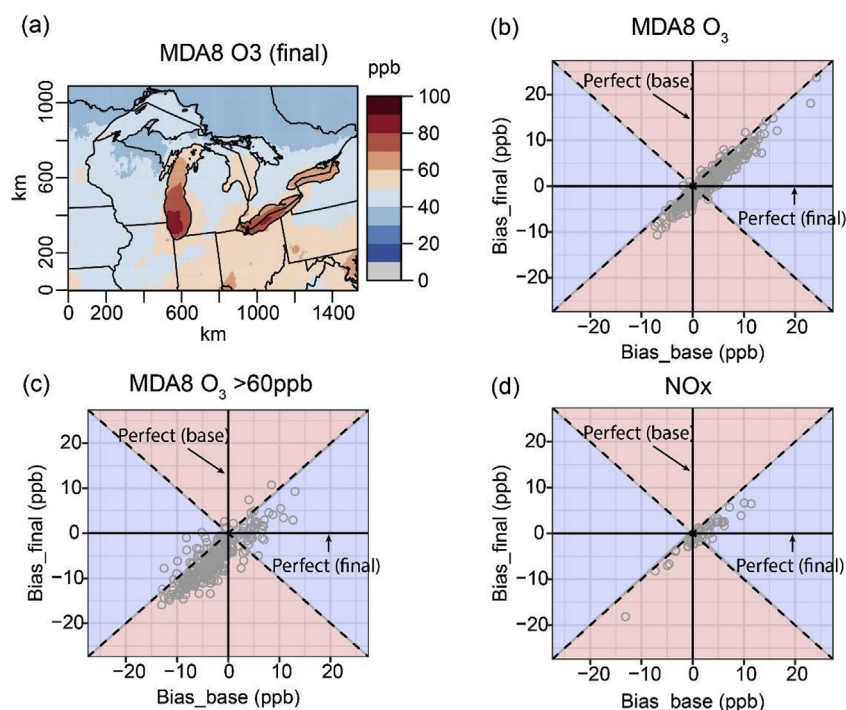 (a)
MDA8 O3 (final)
ppb
km
1000
600
200
0
100
80
60
40
20
0
0 200 600 1000 1400
km
(b)
MDA8 O₃
Perfect (base)
Perfect (final)
Bias_final (ppb)
20
10
0
−10
−20
−20 −10 0 10 20
Bias_base (ppb)
(c)
MDA8 O₃ >60ppb
Perfect (base)
Perfect (final)
Bias_final (ppb)
20
10
0
−10
−20
−20 −10 0 10 20
Bias_base (ppb)
(d)
NOx
Perfect (base)
Perfect (final)
Bias_final (ppb)
20
10
0
−10
−20
−20 −10 0 10 20
Bias_base (ppb)